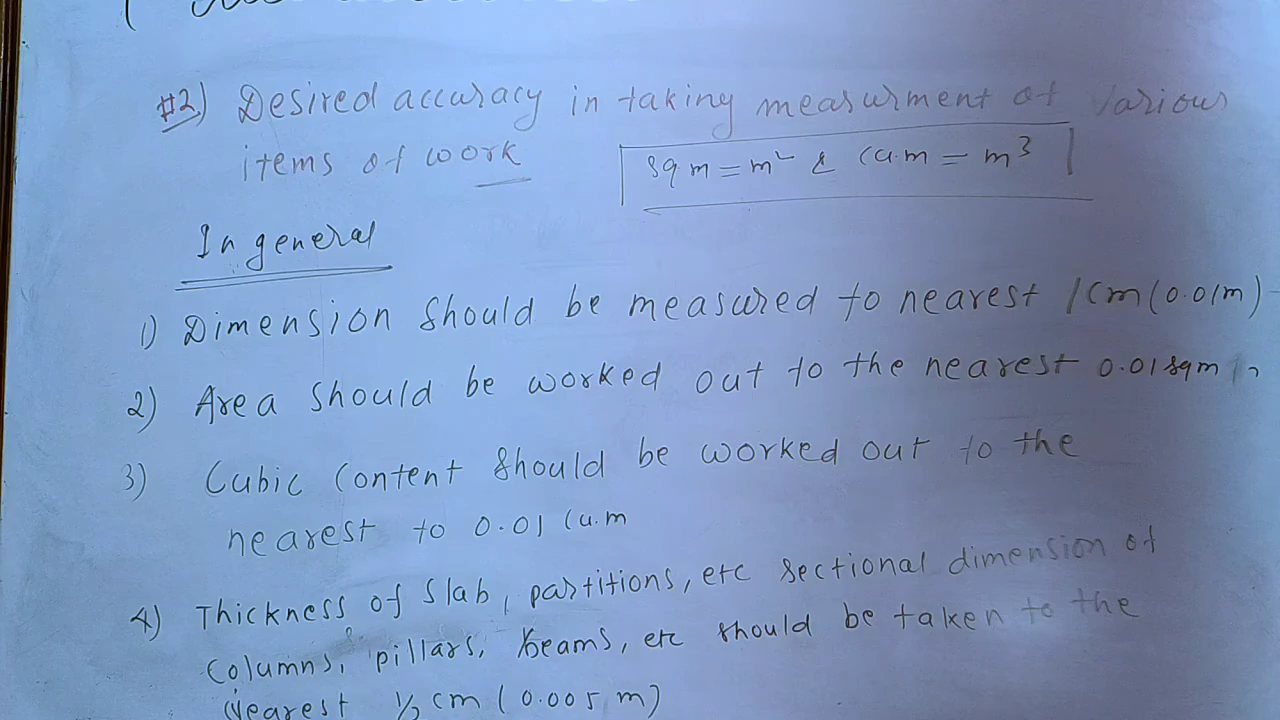 #2.) Desired accuracy in taking measurment of various
items of work
sqm = m² & cu.m = m³
In general
1) Dimension should be measured to nearest 1cm (0.01m)
2) Area should be worked out to the nearest 0.01 sqm
3) Cubic Content should be worked out to the
nearest to 0.01 cu.m
4) Thickness of slab, partitions, etc sectional dimension of
columns, pillars, beams, etc should be taken to the
Nearest 1/2 cm (0.005 m)